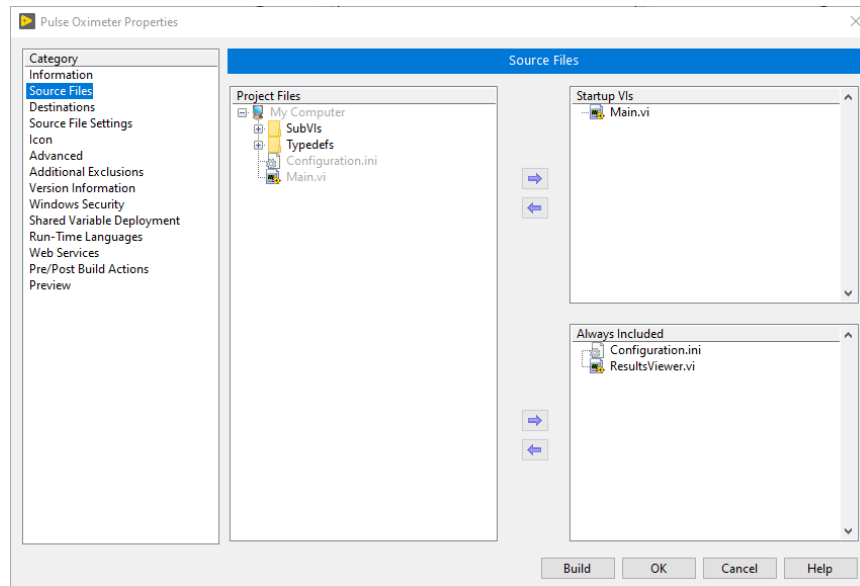 Pulse Oximeter Properties
Category
Information
Source Files
Destinations
Source File Settings
Icon
Advanced
Additional Exclusions
Version Information
Windows Security
Shared Variable Deployment
Run-Time Languages
Web Services
Pre/Post Build Actions
Preview
Source Files
Project Files
My Computer
SubVIs
Typedefs
Configuration.ini
Main.vi
Startup VIs
Main.vi
Always Included
Configuration.ini
ResultsViewer.vi
Build OK Cancel Help